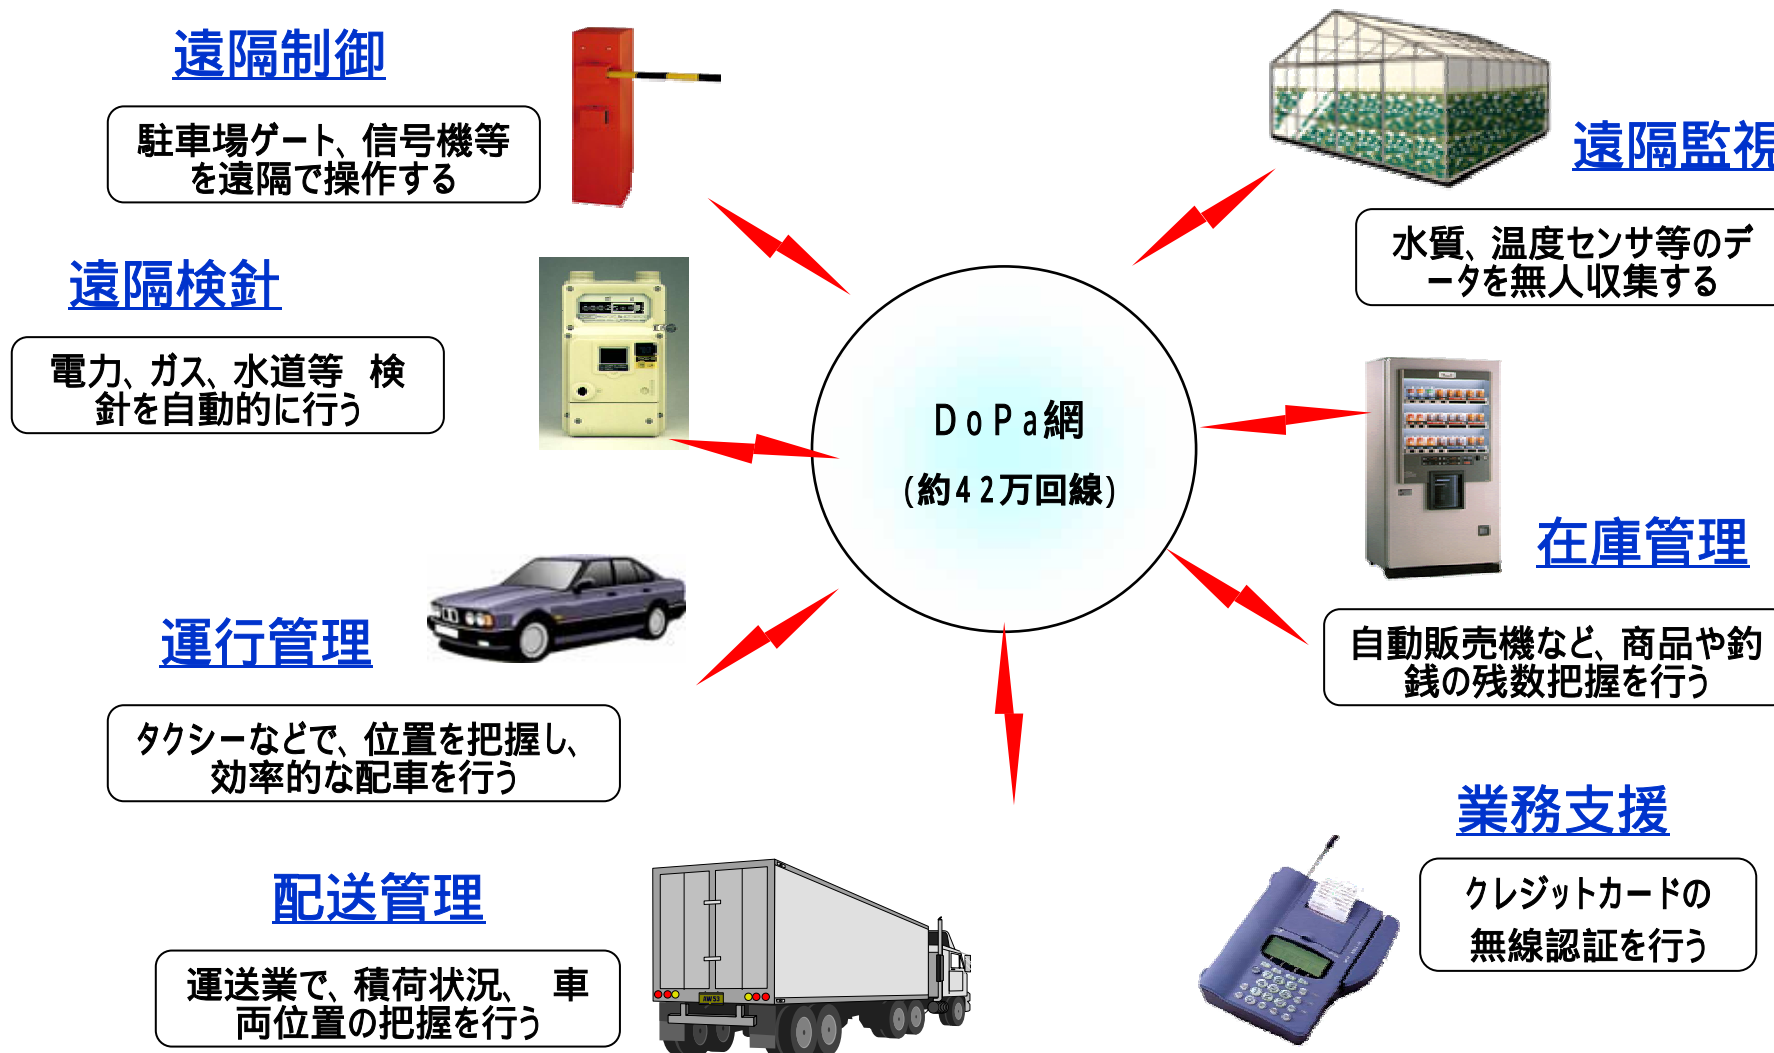 遠隔制御
駐車場ゲート、信号機等
を遠隔で操作する
遠隔監視
水質、温度センサ等のデ
ータを無人収集する
遠隔検針
電力、ガス、水道等 検
針を自動的に行う
DoPa網
(約42万回線)
在庫管理
自動販売機など、商品や釣
銭の残数把握を行う
運行管理
タクシーなどで、位置を把握し、
効率的な配車を行う
業務支援
クレジットカードの
無線認証を行う
配送管理
運送業で、積荷状況、 車
両位置の把握を行う
AW53